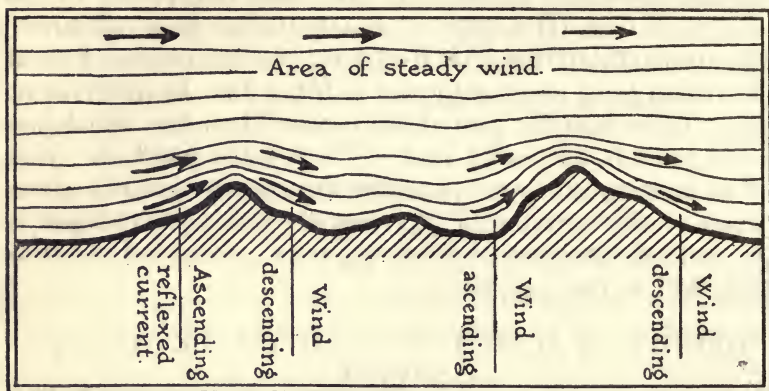 Area of steady wind.
Ascending
reflexed
current.
Wind
descending
Wind
ascending
Wind
descending